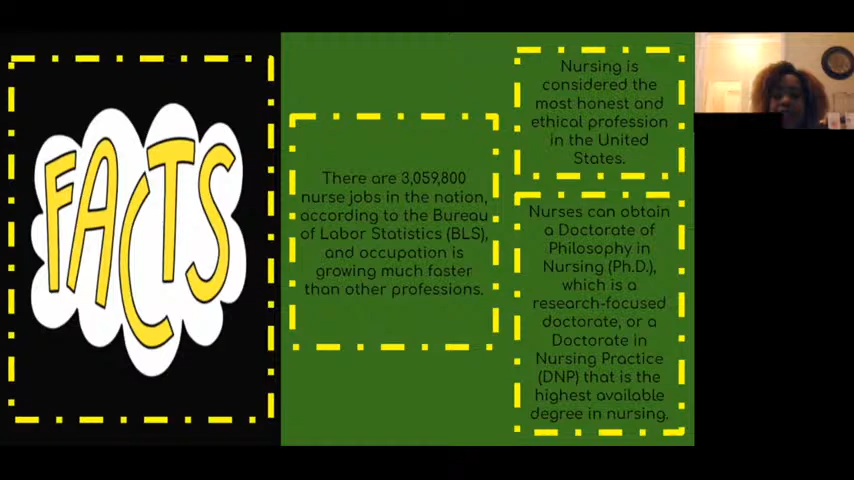 FACTS
There are 3,059,800
nurse jobs in the nation,
according to the Bureau
of Labor Statistics (BLS),
and occupation is
growing much faster
than other professions.
Nursing is
considered the
most honest and
ethical profession
in the United
States.
Nurses can obtain
a Doctorate of
Philosophy in
Nursing (Ph.D.),
which is a
research-focused
doctorate, or a
Doctorate in
Nursing Practice
(DNP) that is the
highest available
degree in nursing.